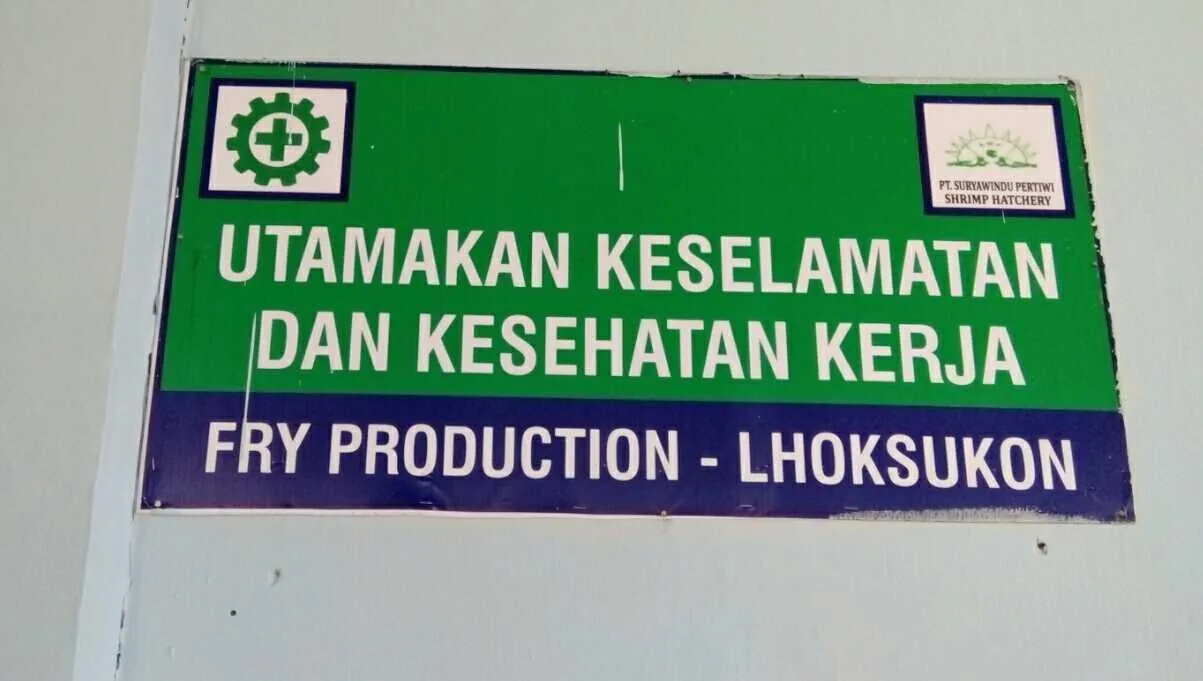 PT. SURYAWINDU PERTIWI
SHRIMP HATCHERY
UTAMAKAN KESELAMATAN
DAN KESEHATAN KERJA
FRY PRODUCTION - LHOKSUKON